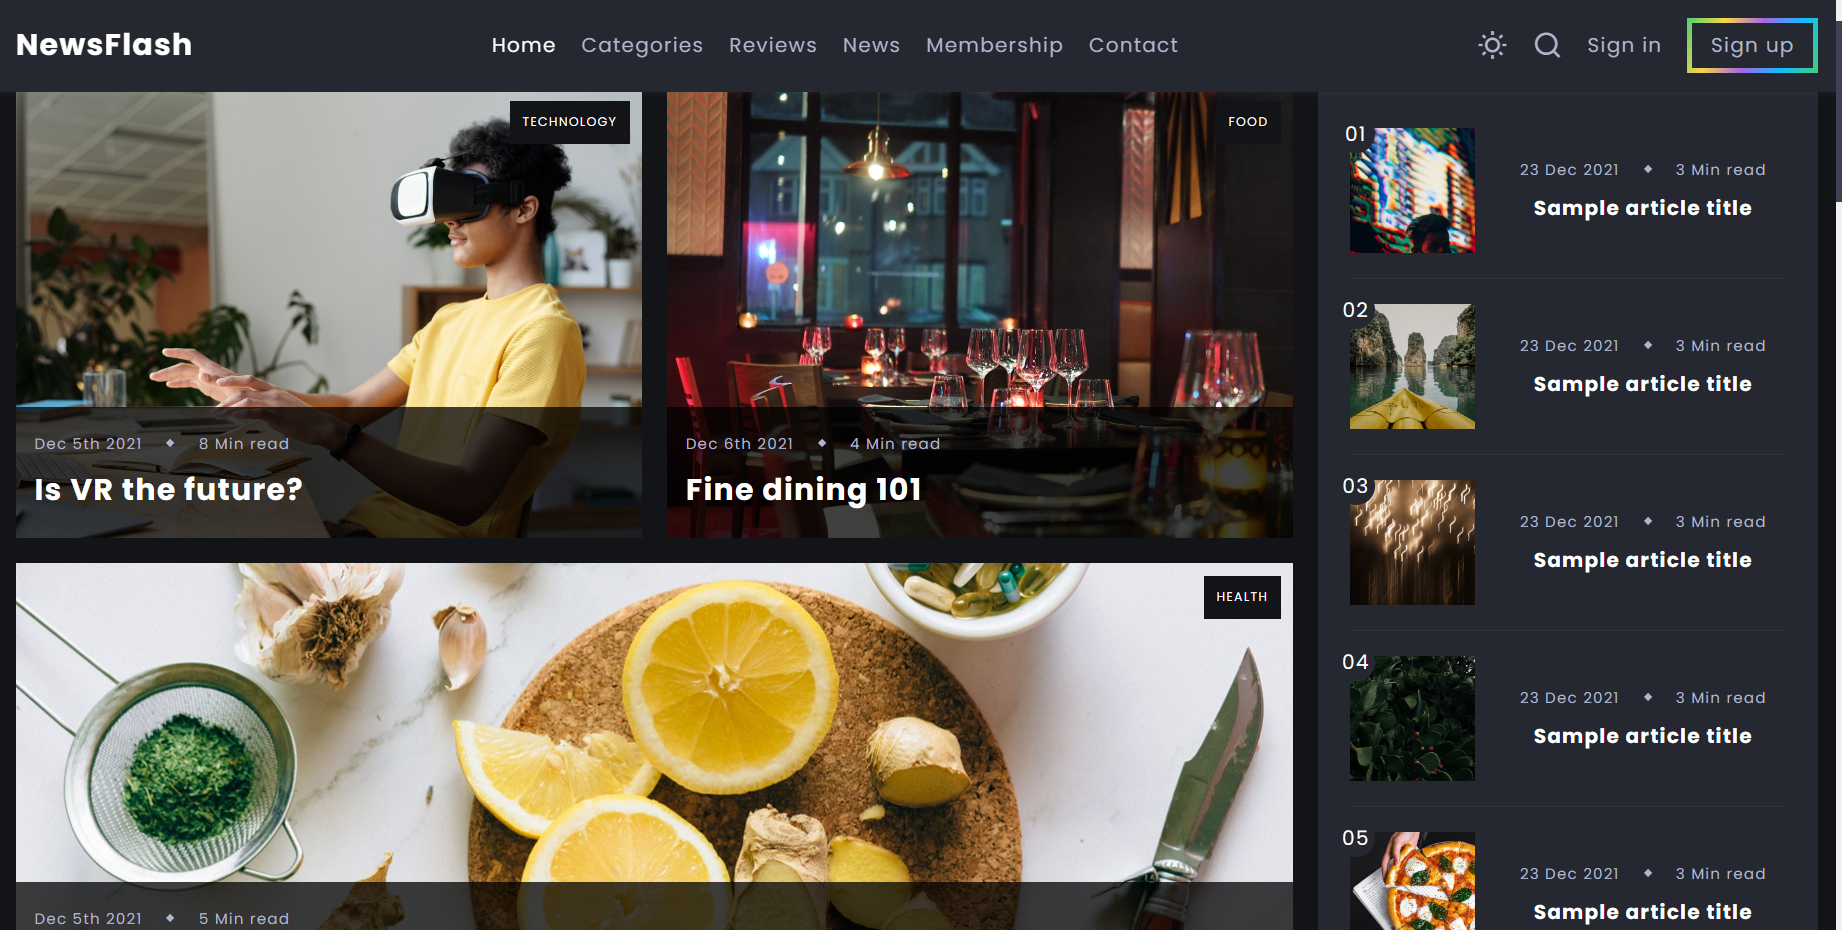 NewsFlash
Home Categories Reviews News Membership Contact
Sign in Sign up
TECHNOLOGY
Dec 5th 2021 ◆ 8 Min read
Is VR the future?
FOOD
Dec 6th 2021 ◆ 4 Min read
Fine dining 101
HEALTH
Dec 5th 2021 ◆ 5 Min read
01
23 Dec 2021 ◆ 3 Min read
Sample article title
02
23 Dec 2021 ◆ 3 Min read
Sample article title
03
23 Dec 2021 ◆ 3 Min read
Sample article title
04
23 Dec 2021 ◆ 3 Min read
Sample article title
05
23 Dec 2021 ◆ 3 Min read
Sample article title